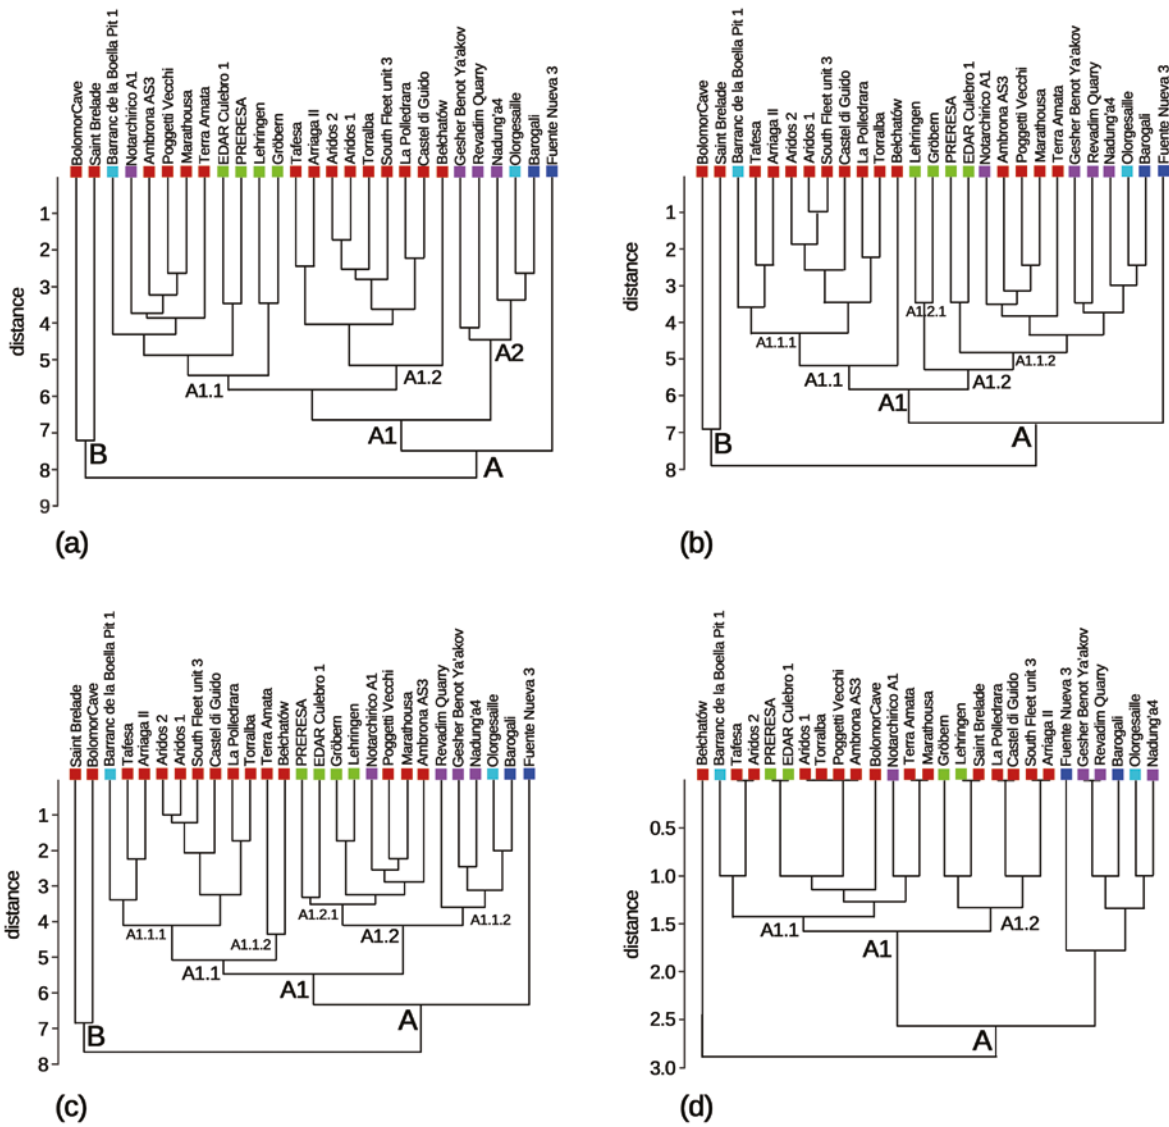 BolomorCave
Saint Brelade
Barranc de la Boella Pit 1
Notarchirico A1
Ambrona AS3
Poggetti Vecchi
Marathousa
Terra Amata
EDAR Culebro 1
PRERESA
Lehringen
Gröbern
Tafesa
Arriaga II
Aridos 2
Aridos 1
Torralba
South Fleet unit 3
La Polledrara
Castel di Guido
Belchatów
Gesher Benot Ya'akov
Revadim Quarry
Nadung'a4
Olorgesaille
Barogali
Fuente Nueva 3
distance
1
2
3
4
5
6
7
8
9
A2
A1.1
A1.2
A1
B
A
(a)
BolomorCave
Saint Brelade
Barranc de la Boella Pit 1
Tafesa
Arriaga II
Aridos 2
Aridos 1
South Fleet unit 3
Castel di Guido
La Polledrara
Torralba
Belchatów
Lehringen
Gröbern
PRERESA
EDAR Culebro 1
Notarchirico A1
Ambrona AS3
Poggetti Vecchi
Marathousa
Terra Amata
Gesher Benot Ya'akov
Revadim Quarry
Nadung'a4
Olorgesaille
Barogali
Fuente Nueva 3
distance
1
2
3
4
5
6
7
8
A1.2.1
A1.1.1
A1.1.2
A1.1
A1.2
A1
B
A
(b)
Saint Brelade
BolomorCave
Barranc de la Boella Pit 1
Tafesa
Arriaga II
Aridos 2
Aridos 1
South Fleet unit 3
Castel di Guido
La Polledrara
Torralba
Terra Amata
Belchatów
PRERESA
EDAR Culebro 1
Gröbern
Lehringen
Notarchirico A1
Poggetti Vecchi
Marathousa
Ambrona AS3
Revadim Quarry
Gesher Benot Ya'akov
Nadung'a4
Olorgesaille
Barogali
Fuente Nueva 3
distance
1
2
3
4
5
6
7
8
A1.2.1
A1.1.2
A1.1.1
A1.1.2
A1.2
A1.1
A1
A
B
(c)
Belchatów
Barranc de la Boella Pit 1
Tafesa
Aridos 2
PRERESA
EDAR Culebro 1
Aridos 1
Torralba
Poggetti Vecchi
Ambrona AS3
BolomorCave
Notarchirico A1
Terra Amata
Marathousa
Gröbern
Lehringen
Saint Brelade
La Polledrara
Castel di Guido
South Fleet unit 3
Arriaga II
Fuente Nueva 3
Gesher Benot Ya'akov
Revadim Quarry
Barogali
Olorgesaille
Nadung'a4
distance
0.5
1.0
1.5
2.0
2.5
3.0
A1.1
A1.2
A1
A
(d)